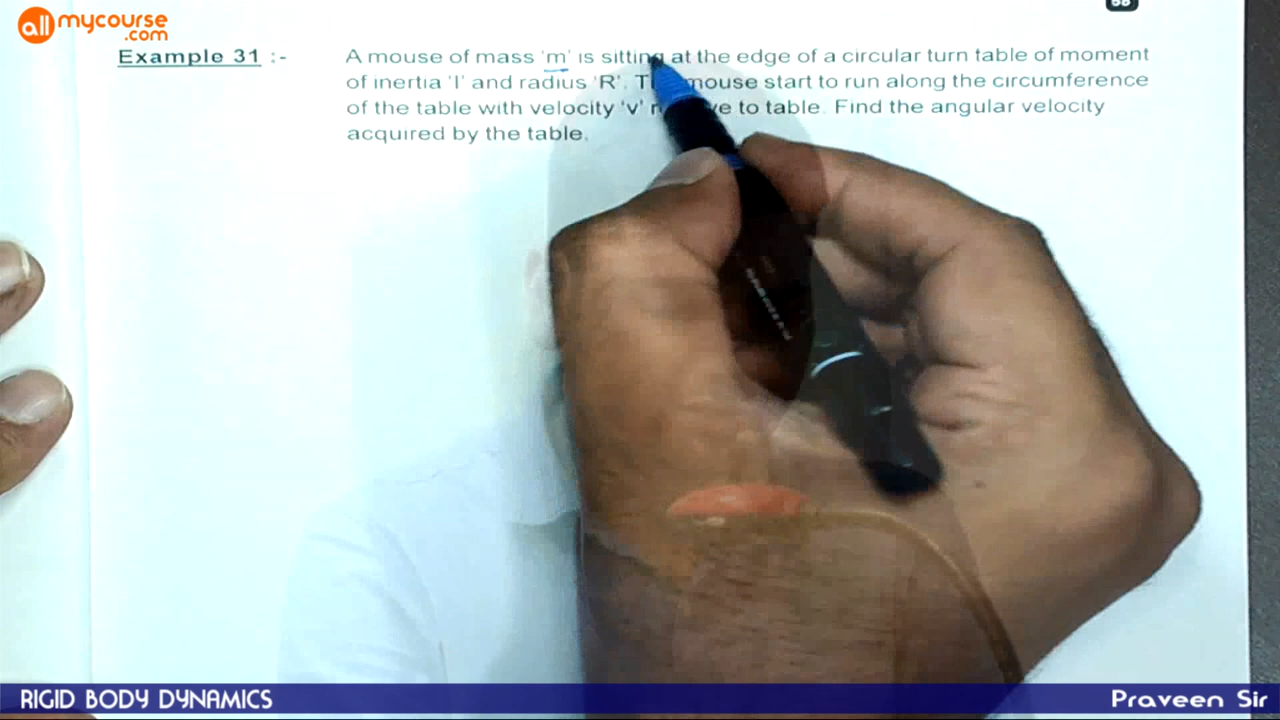 all mycourse
.com
58
Example 31 :- A mouse of mass 'm' is sitting at the edge of a circular turn table of moment
of inertia 'I' and radius 'R'. mouse start to run along the circumference
of the table with velocity 'v' to table. Find the angular velocity
acquired by the table.
RIGID BODY DYNAMICS
Praveen Sir